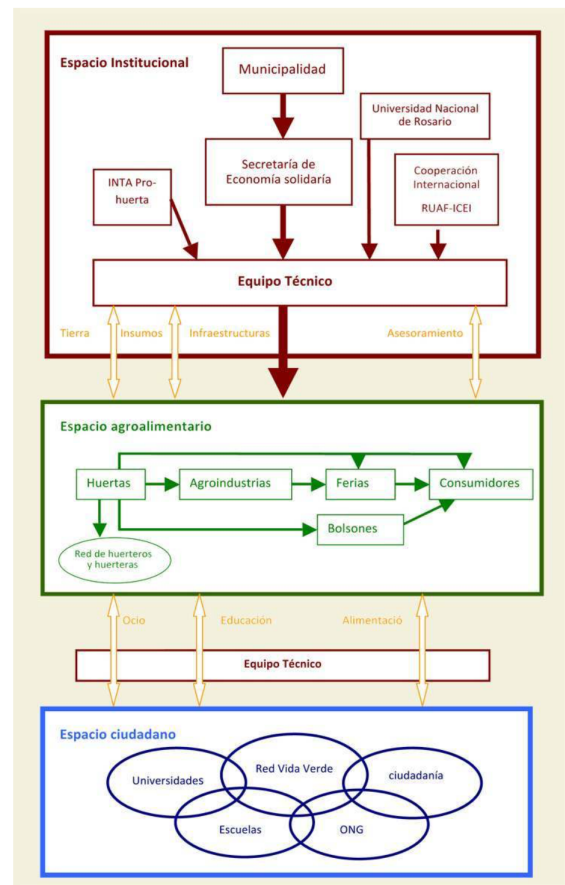 Espacio Institucional
Municipalidad
Universidad Nacional
de Rosario
Secretaría de
Economía solidaría
INTA Pro-
huerta
Cooperación
Internacional
RUAF-ICEI
Equipo Técnico
Tierra
Insumos
Infraestructuras
Asesoramiento
Espacio agroalimentario
Huertas
Agroindustrias
Ferias
Consumidores
Bolsones
Red de huerteros
y huerteras
Ocio
Educación
Alimentació
Equipo Técnico
Espacio ciudadano
Universidades
Red Vida Verde
ciudadanía
Escuelas
ONG